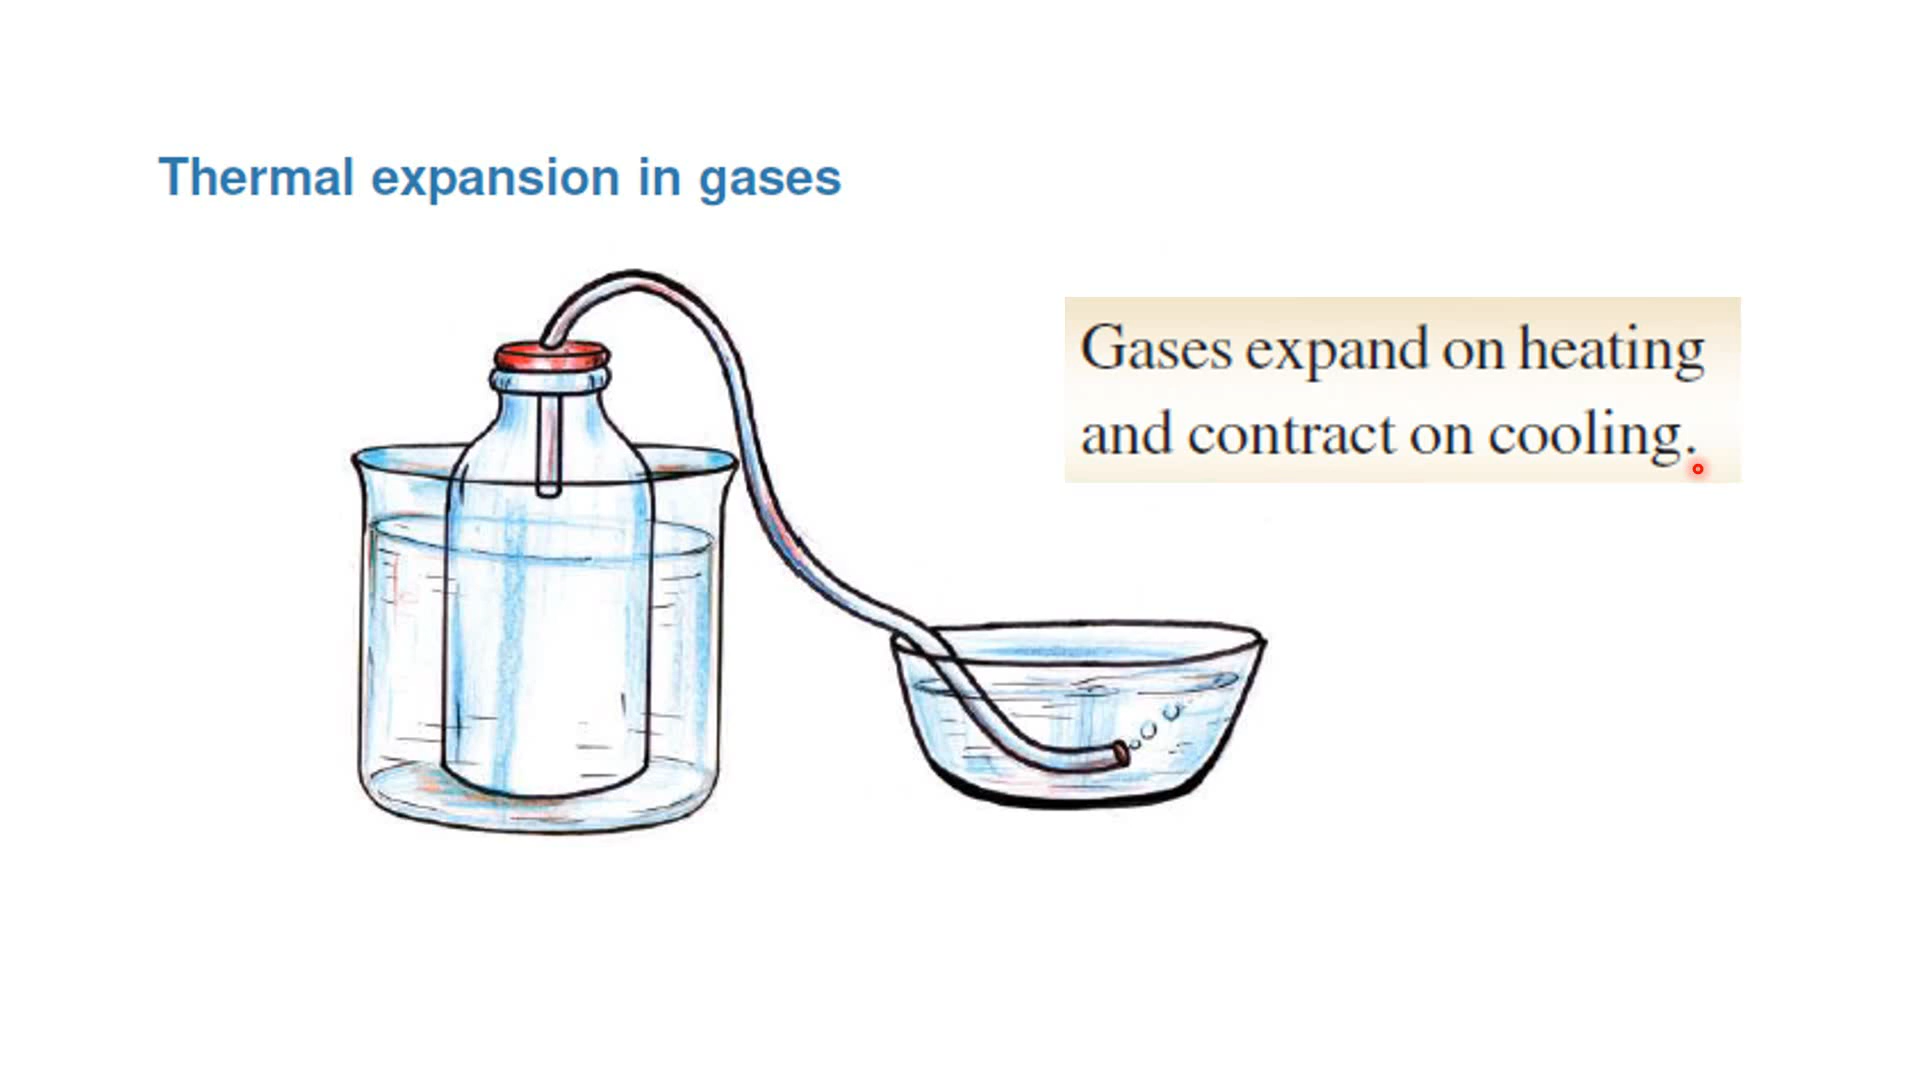 Thermal expansion in gases
Gases expand on heating
and contract on cooling.